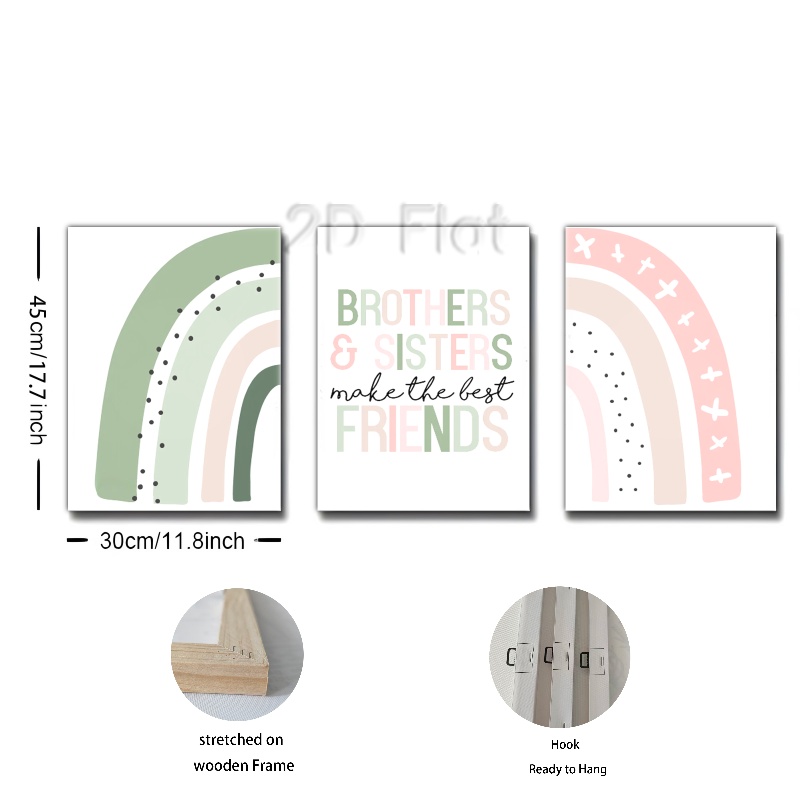 2D Flat
45cm/17.7inch
BROTHERS
& SISTERS
make the best
FRIENDS
30cm/11.8inch
stretched on
wooden Frame
Hook
Ready to Hang